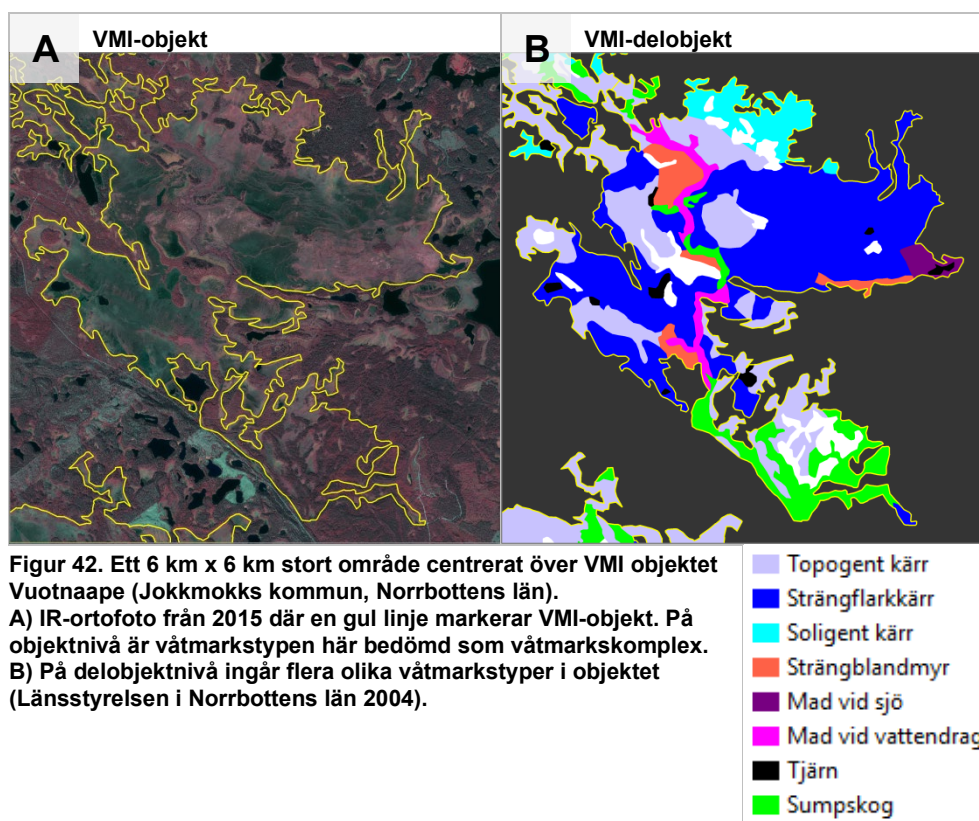 A VMI-objekt
B VMI-delobjekt
Figur 42. Ett 6 km x 6 km stort område centrerat över VMI objektet
Vuotnaape (Jokkmokks kommun, Norrbottens län).
A) IR-ortofoto från 2015 där en gul linje markerar VMI-objekt. På
objektnivå är våtmarkstypen här bedömd som våtmarkskomplex.
B) På delobjektnivå ingår flera olika våtmarkstyper i objektet
(Länsstyrelsen i Norrbottens län 2004).
Topogent kärr
Strängflarkkärr
Soligent kärr
Strängblandmyr
Mad vid sjö
Mad vid vattendrag
Tjärn
Sumpskog